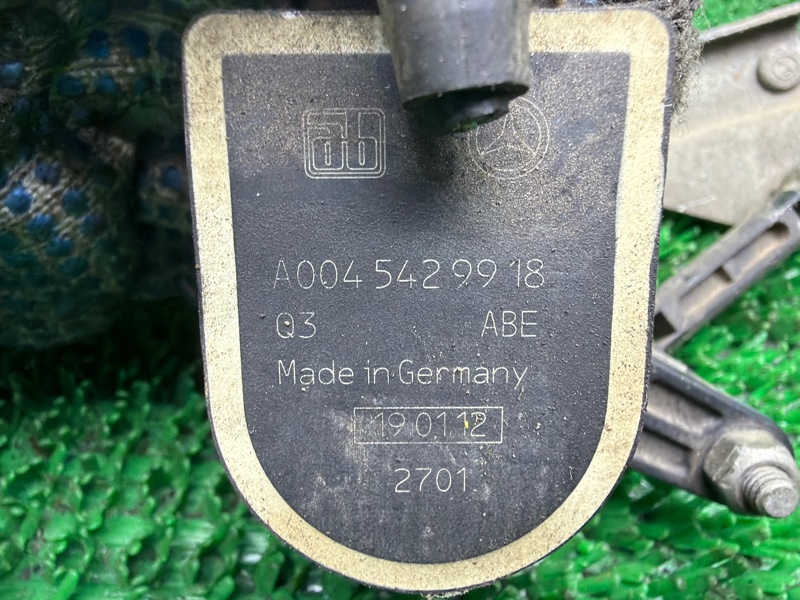 A004 542 99 18
Q3 ABE
Made in Germany
19 01 12
2701